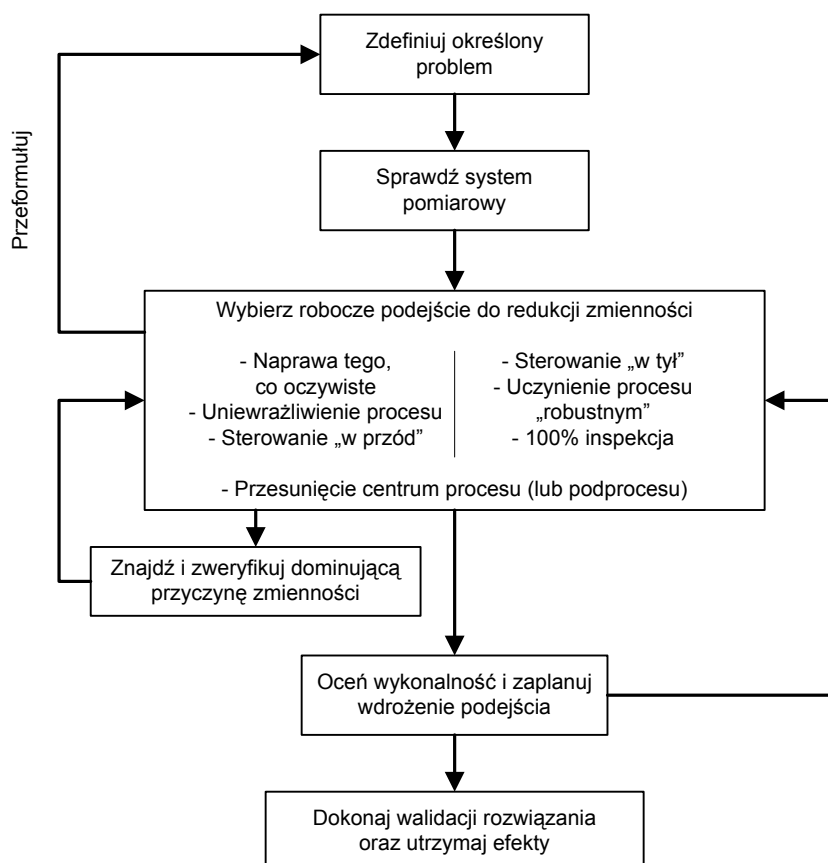 Zdefiniuj określony
problem
Przeformułuj
Sprawdź system
pomiarowy
Wybierz robocze podejście do redukcji zmienności
- Naprawa tego,
co oczywiste
- Uniewrażliwienie procesu
- Sterowanie „w przód”
- Sterowanie „w tył”
- Uczynienie procesu
„robustnym”
- 100% inspekcja
- Przesunięcie centrum procesu (lub podprocesu)
Znajdź i zweryfikuj dominującą
przyczynę zmienności
Oceń wykonalność i zaplanuj
wdrożenie podejścia
Dokonaj walidacji rozwiązania
oraz utrzymaj efekty